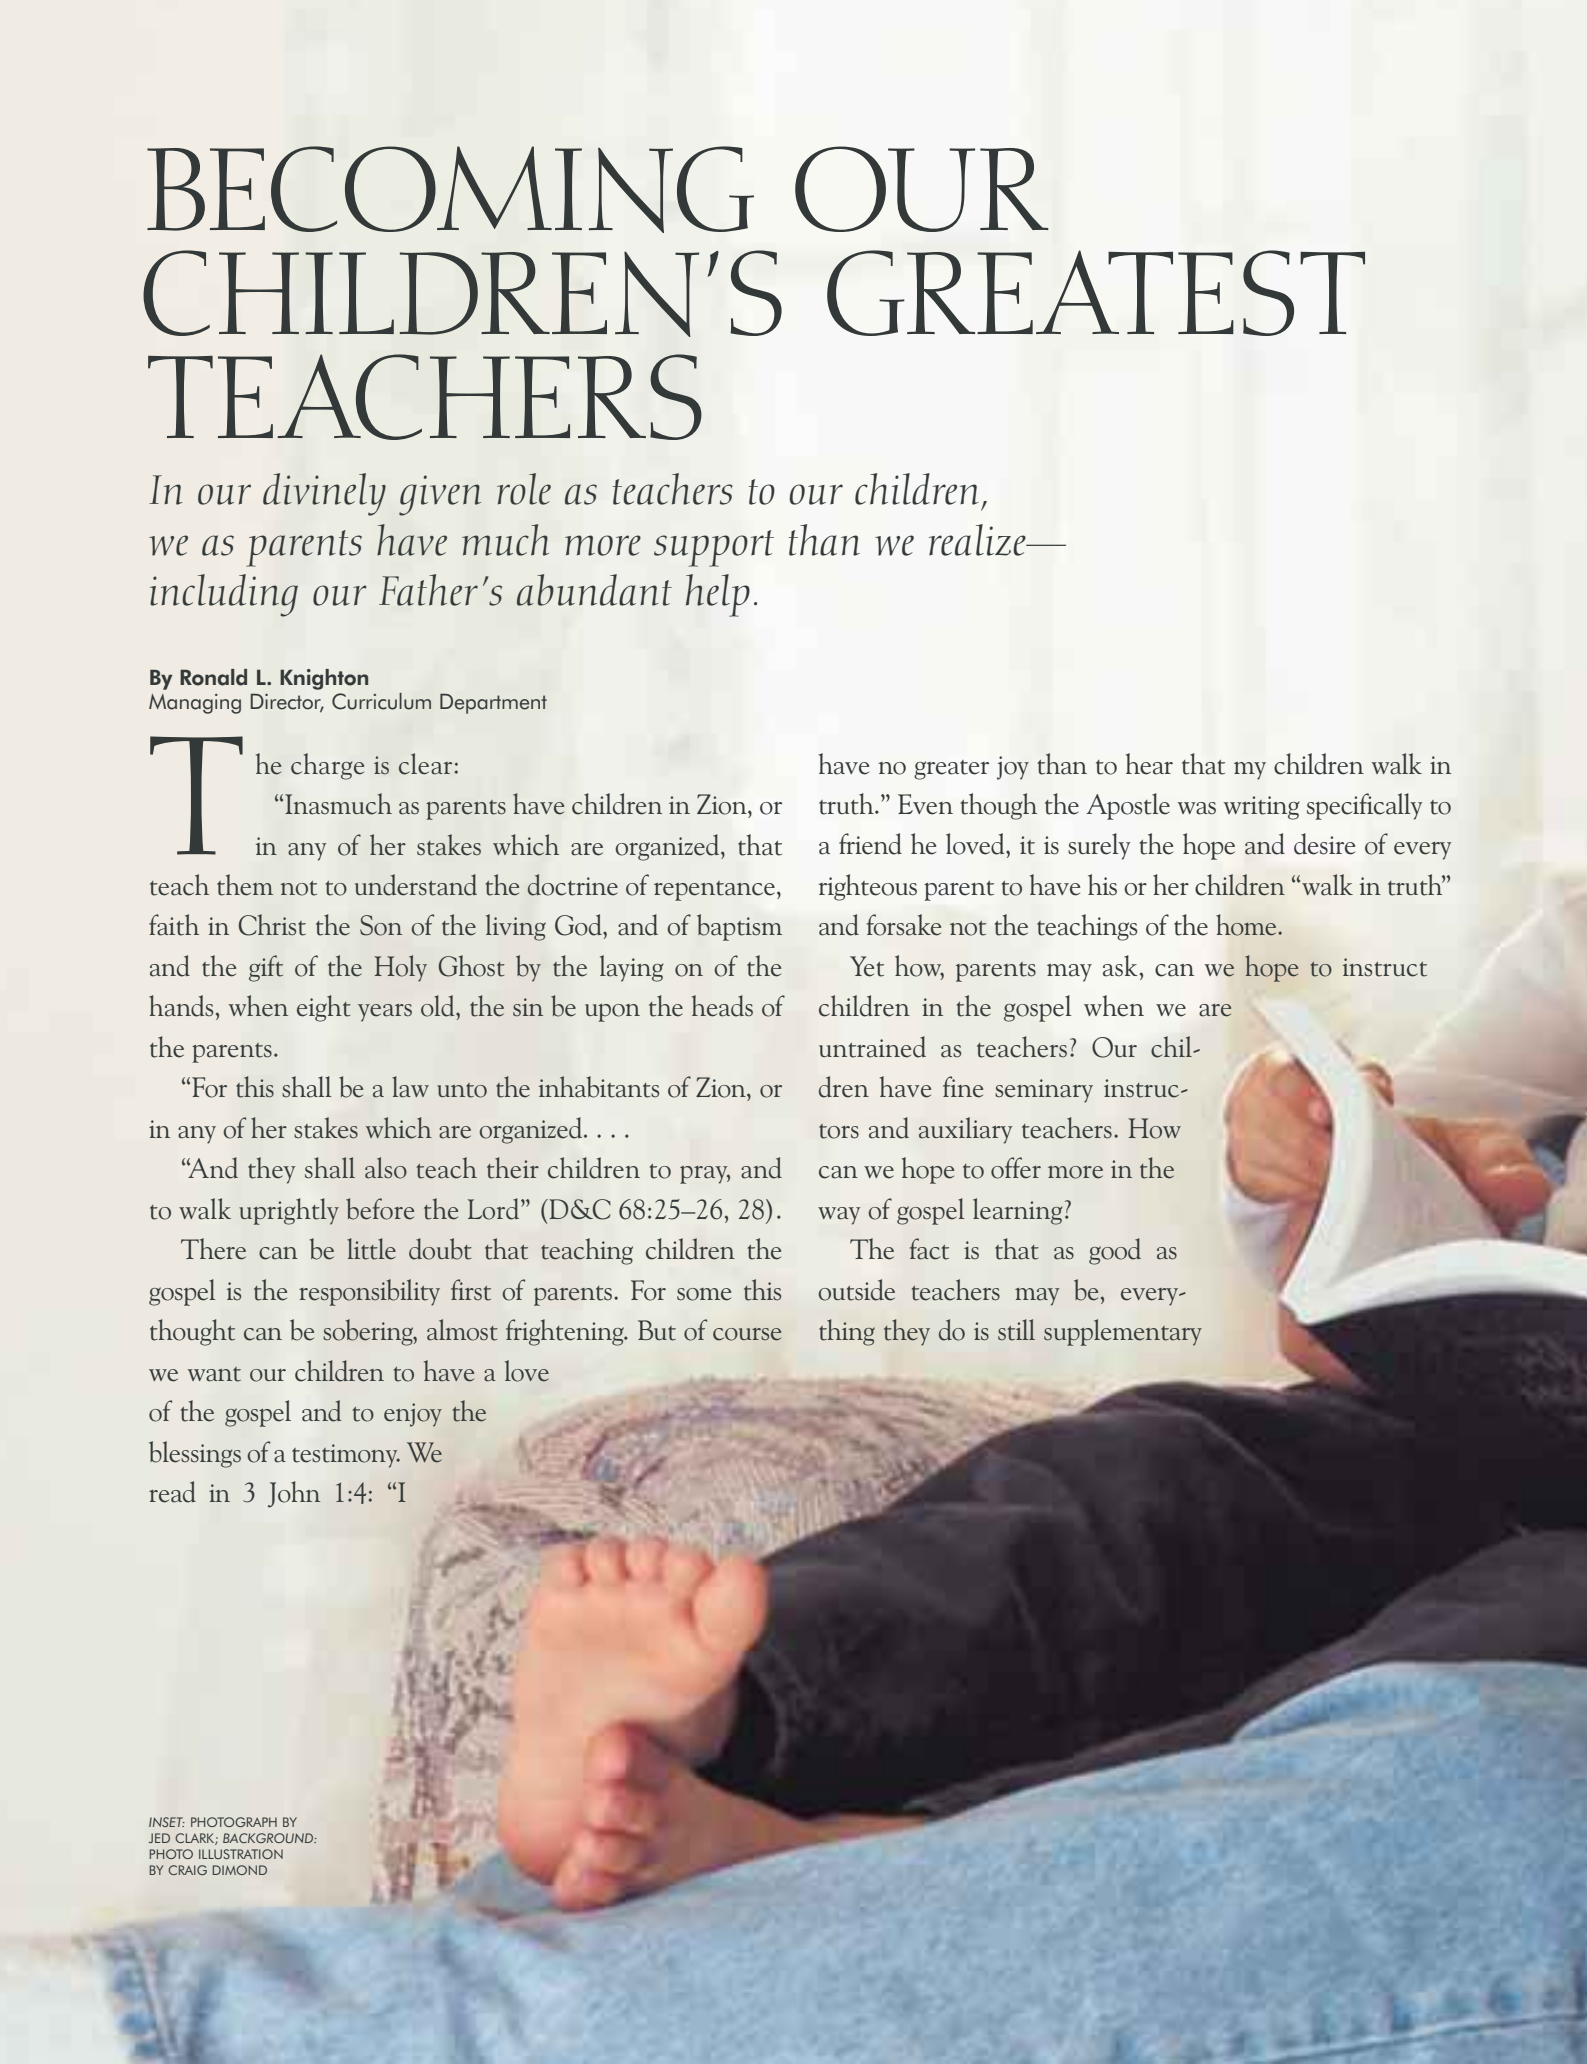 BECOMING OUR
CHILDREN'S GREATEST
TEACHERS
In our divinely given role as teachers to our children,
we as parents have much more support than we realize—
including our Father's abundant help.
By Ronald L. Knighton
Managing Director, Curriculum Department
The charge is clear:
“Inasmuch as parents have children in Zion, or
in any of her stakes which are organized, that
teach them not to understand the doctrine of repentance,
faith in Christ the Son of the living God, and of baptism
and the gift of the Holy Ghost by the laying on of the
hands, when eight years old, the sin be upon the heads of
the parents.
“For this shall be a law unto the inhabitants of Zion, or
in any of her stakes which are organized. . . .
“And they shall also teach their children to pray, and
to walk uprightly before the Lord” (D&C 68:25–26, 28).
There can be little doubt that teaching children the
gospel is the responsibility first of parents. For some this
thought can be sobering, almost frightening. But of course
we want our children to have a love
of the gospel and to enjoy the
blessings of a testimony. We
read in 3 John 1:4: “I
have no greater joy than to hear that my children walk in
truth.” Even though the Apostle was writing specifically to
a friend he loved, it is surely the hope and desire of every
righteous parent to have his or her children “walk in truth”
and forsake not the teachings of the home.
Yet how, parents may ask, can we hope to instruct
children in the gospel when we are
untrained as teachers? Our chil-
dren have fine seminary instruc-
tors and auxiliary teachers. How
can we hope to offer more in the
way of gospel learning?
The fact is that as good as
outside teachers may be, every-
thing they do is still supplementary
INSET: PHOTOGRAPH BY
JED CLARK; BACKGROUND:
PHOTO ILLUSTRATION
BY CRAIG DIMOND